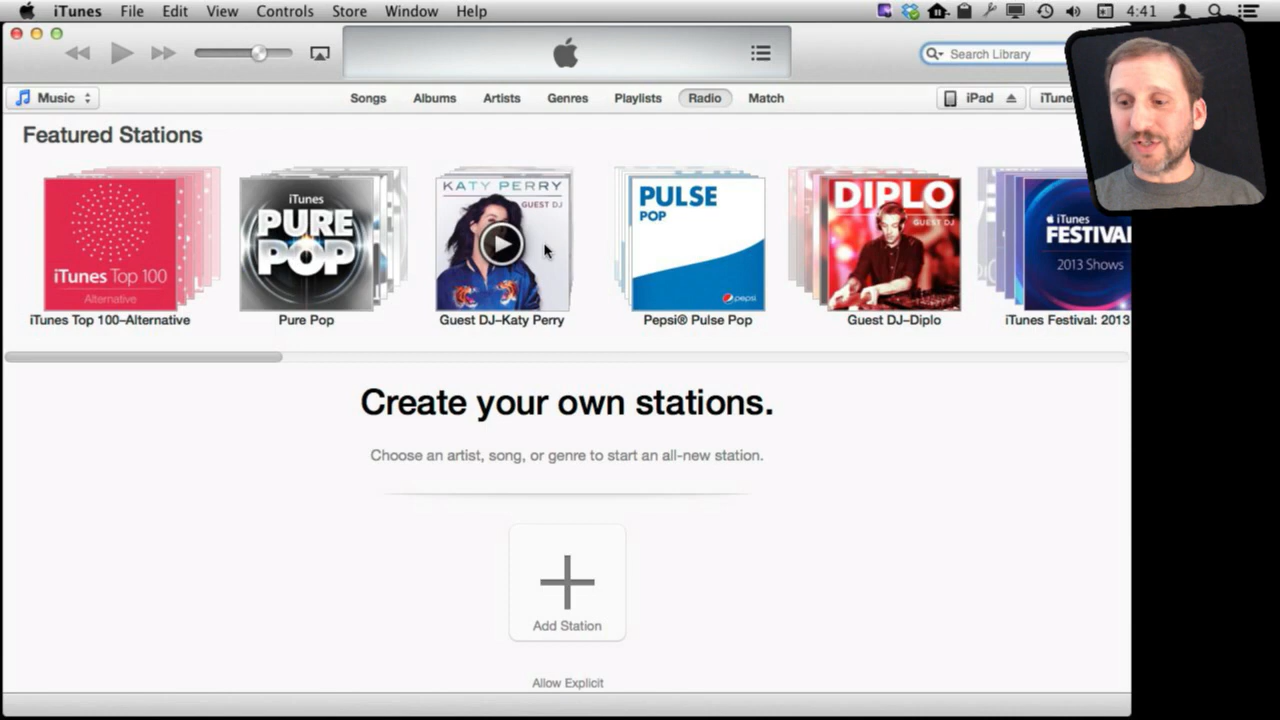 iTunes File Edit View Controls Store Window Help 4:41
Search Library
Music Songs Albums Artists Genres Playlists Radio Match iPad iTune
Featured Stations
iTunes Top 100
Alternative
iTunes
PURE
POP
KATY PERRY
GUEST DJ
PULSE
POP
pepsi
DIPLO
GUEST DJ
iTunes
FESTIVA
2013 Shows
iTunes Top 100–Alternative Pure Pop Guest DJ–Katy Perry Pepsi® Pulse Pop Guest DJ–Diplo iTunes Festival: 2013
Create your own stations.
Choose an artist, song, or genre to start an all-new station.
Add Station
Allow Explicit